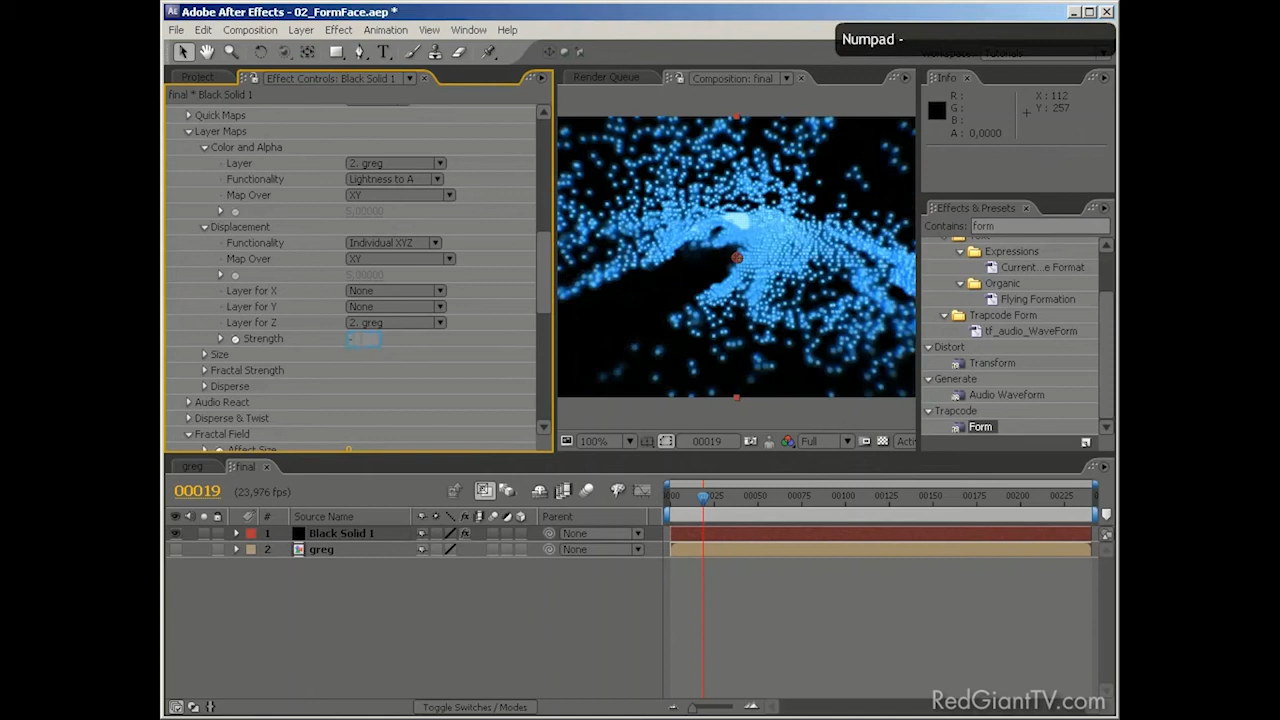 Adobe After Effects - 02_FormFace.aep *
File Edit Composition Layer Effect Animation View Window Help
Numpad -
Project Effect Controls: Black Solid 1 Render Queue Composition: final Info
final * Black Solid 1
Quick Maps
Layer Maps
Color and Alpha
Layer 2. greg
Functionality Lightness to A
Map Over XY
5,00000
Displacement
Functionality Individual XYZ
Map Over XY
5,00000
Layer for X None
Layer for Y None
Layer for Z 2. greg
Strength -
Size
Fractal Strength
Disperse
Audio React
Disperse & Twist
Fractal Field
Affect Size 0
100% 00019 Full
R : X : 112
G : Y : 257
B :
A : 0,0000
Effects & Presets
Contains: form
Expressions
Current...e Format
Organic
Flying Formation
Trapcode Form
tf_audio_WaveForm
Distort
Transform
Generate
Audio Waveform
Trapcode
Form
greg final
00019 (23,976 fps)
00025 00050 00075 00100 00125 00150 00175 00200 00225
# Source Name Parent
1 Black Solid 1 None
2 greg None
Toggle Switches / Modes
RedGiantTV.com